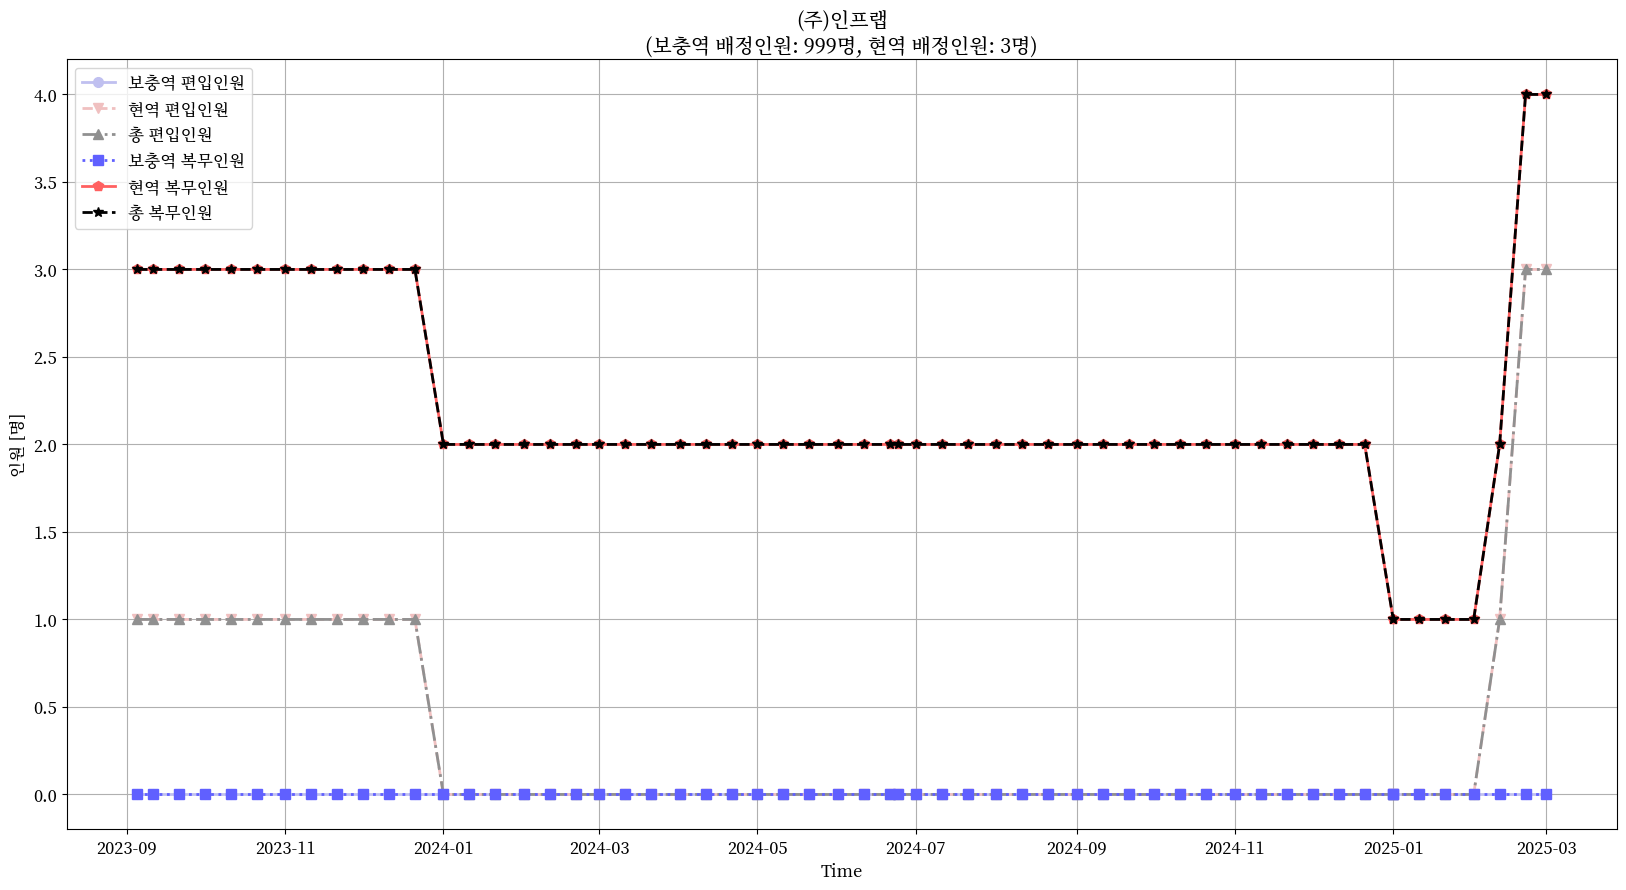 (주)인프랩
(보충역 배정인원: 999명, 현역 배정인원: 3명)
보충역 편입인원
현역 편입인원
총 편입인원
보충역 복무인원
현역 복무인원
총 복무인원
4.0
3.5
3.0
2.5
2.0
1.5
1.0
0.5
0.0
인원 [명]
2023-09 2023-11 2024-01 2024-03 2024-05 2024-07 2024-09 2024-11 2025-01 2025-03
Time